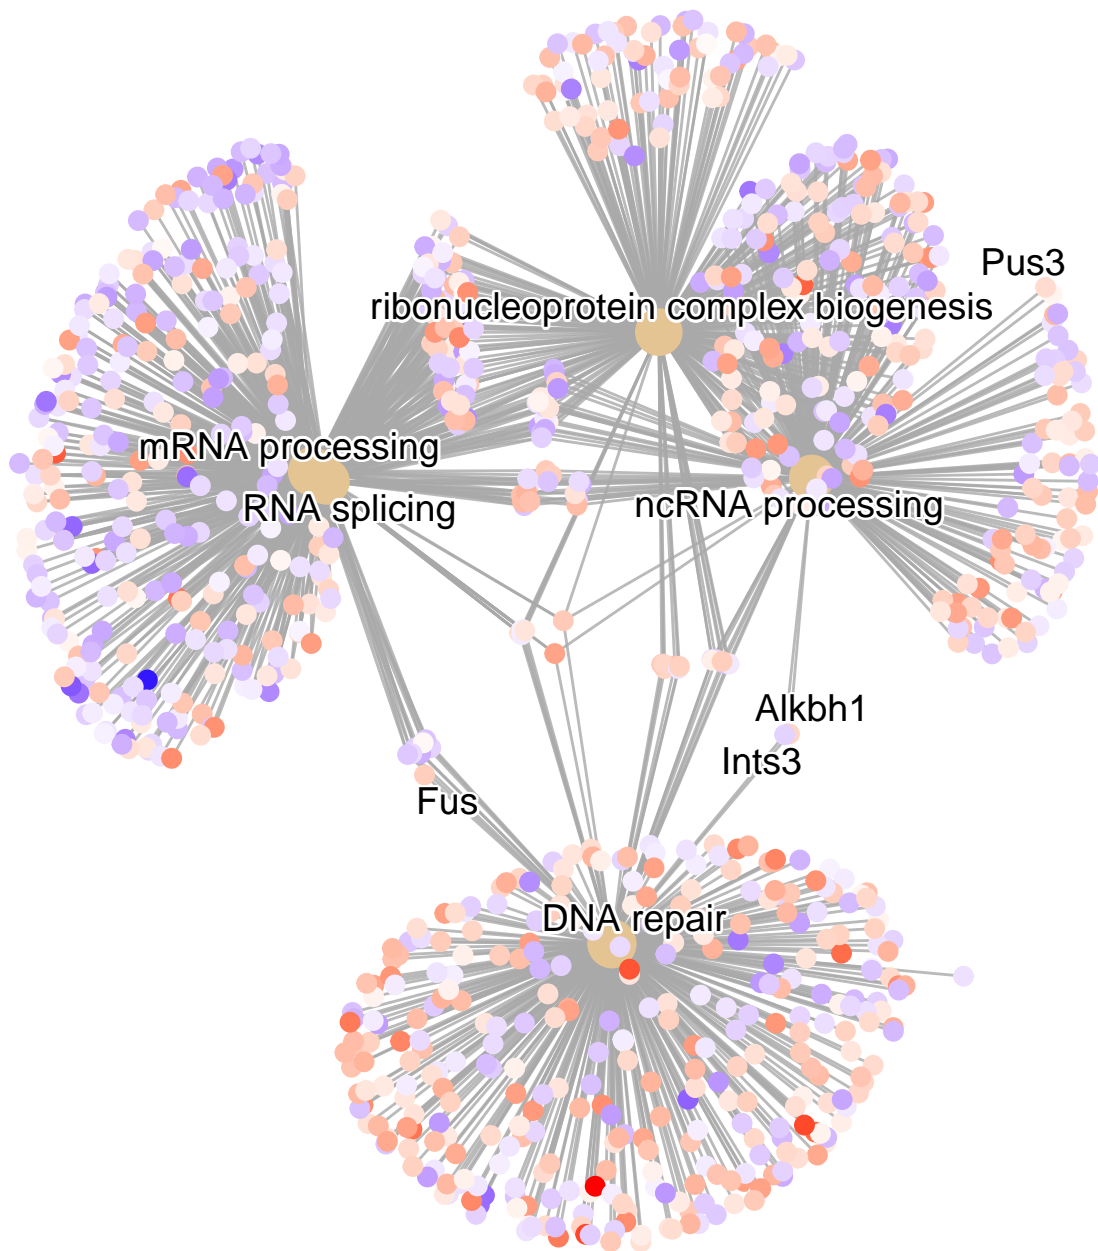 Pus3
ribonucleoprotein complex biogenesis
mRNA processing
RNA splicing
ncRNA processing
Alkbh1
Ints3
Fus
DNA repair